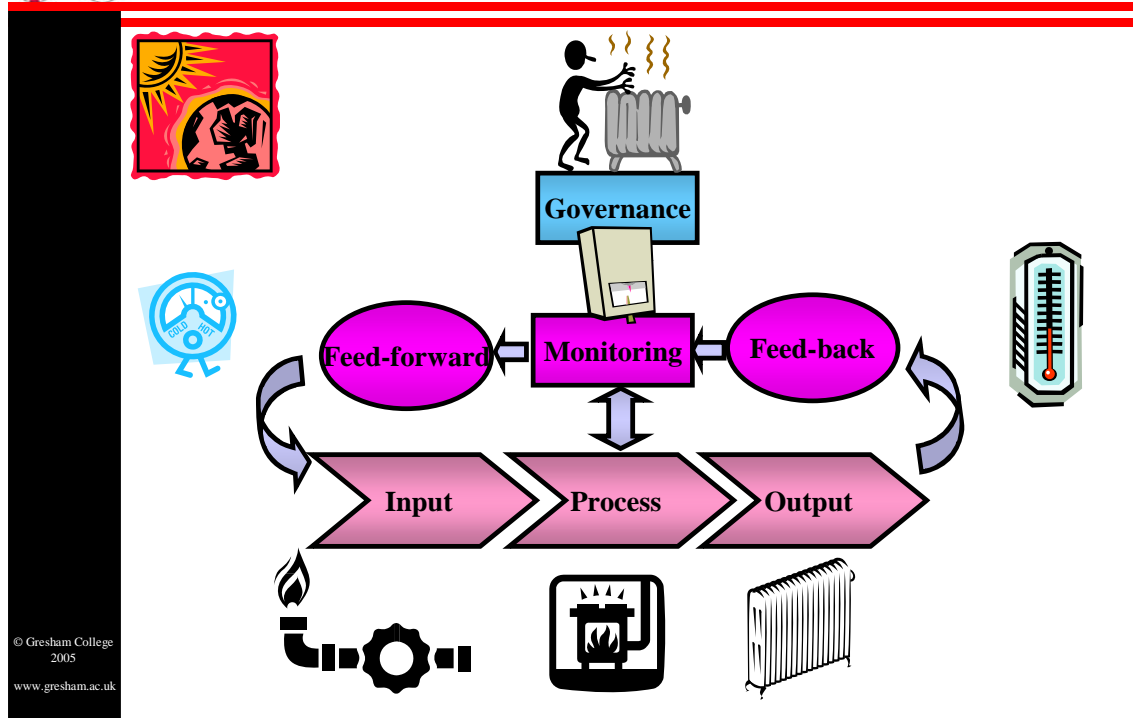 Governance
COLD HOT
Feed-forward
Monitoring
Feed-back
Input
Process
Output
© Gresham College
2005
www.gresham.ac.uk